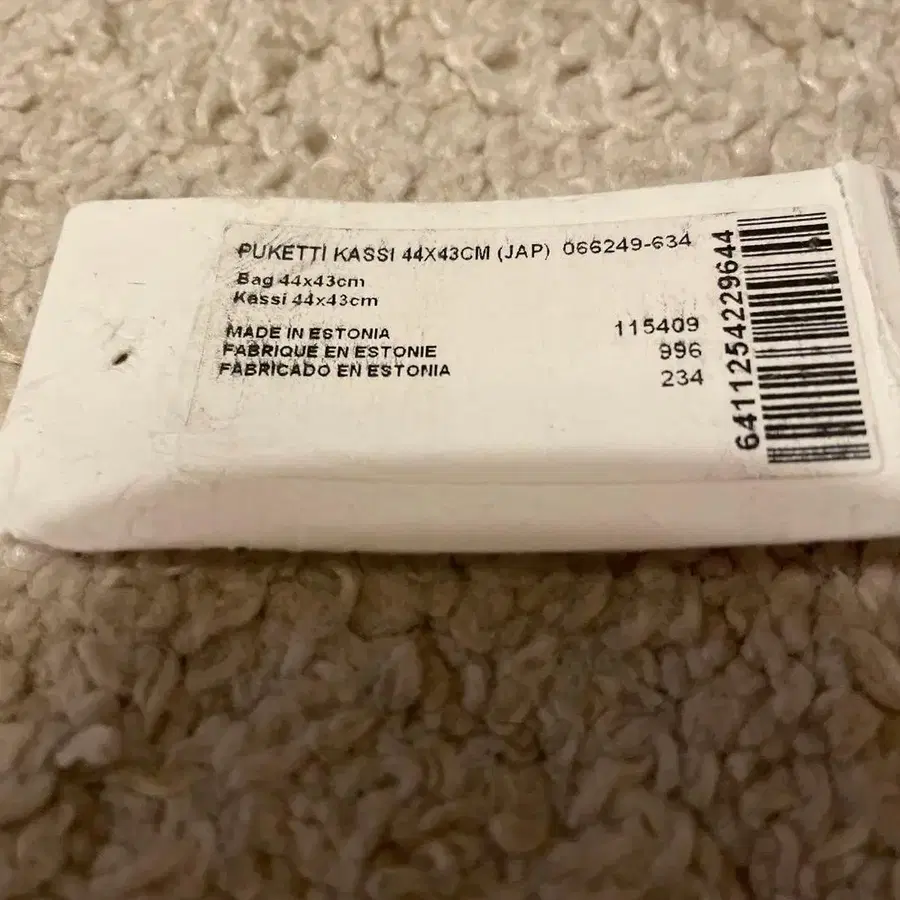 PUKETTI KASSI 44X43CM (JAP) 066249-634
Bag 44x43cm
Kassi 44x43cm
MADE IN ESTONIA 115409
FABRIQUÉ EN ESTONIE 996
FABRICADO EN ESTONIA 234
6411254229644